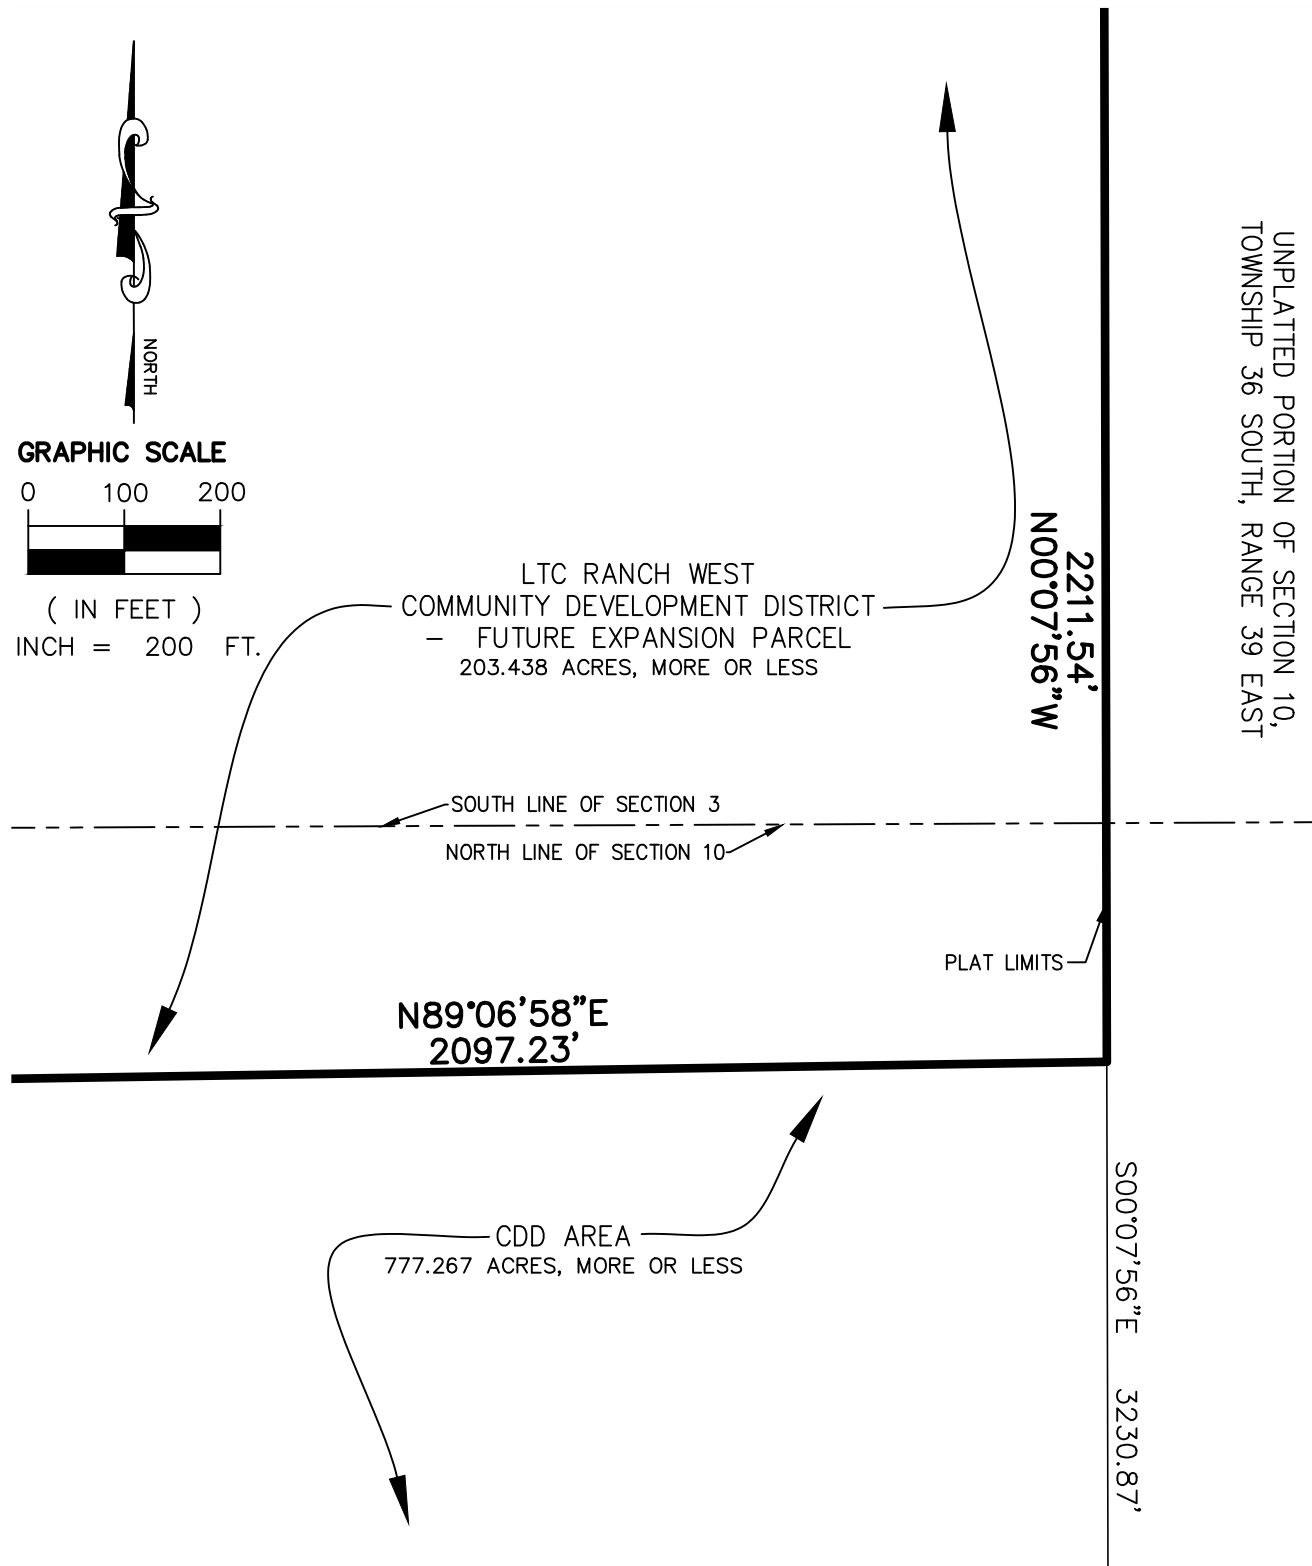 NORTH
GRAPHIC SCALE
0 100 200
( IN FEET )
INCH = 200 FT.
LTC RANCH WEST
COMMUNITY DEVELOPMENT DISTRICT
- FUTURE EXPANSION PARCEL
203.438 ACRES, MORE OR LESS
2211.54'
N00°07'56"W
UNPLATTED PORTION OF SECTION 10,
TOWNSHIP 36 SOUTH, RANGE 39 EAST
SOUTH LINE OF SECTION 3
NORTH LINE OF SECTION 10
PLAT LIMITS
N89°06'58"E
2097.23'
CDD AREA
777.267 ACRES, MORE OR LESS
S00°07'56"E 3230.87'